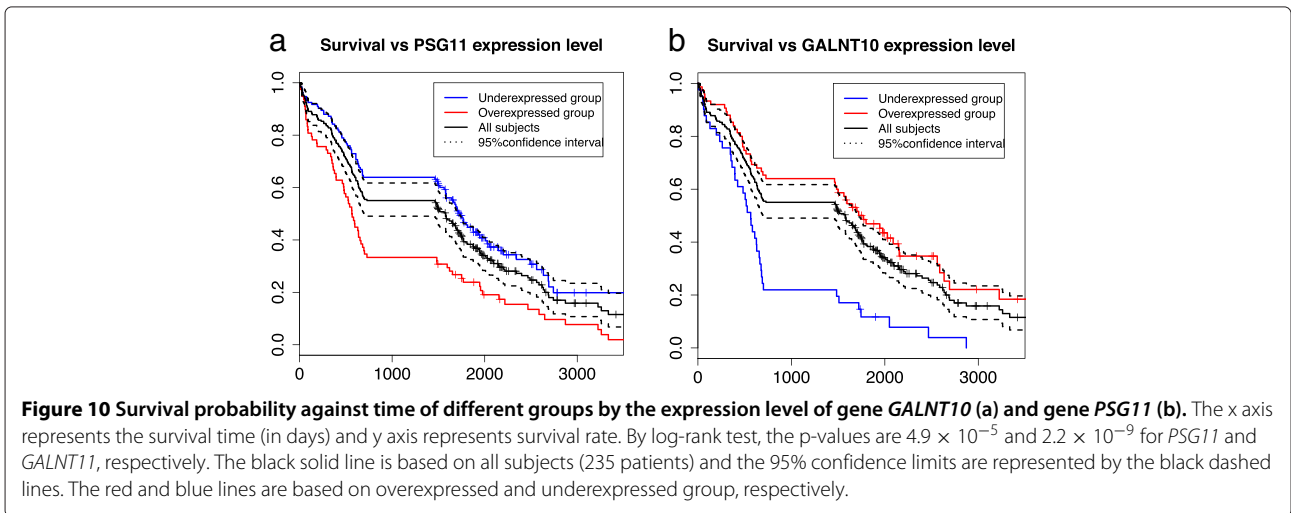 a
Survival vs PSG11 expression level
1.0
0.8
0.6
0.4
0.2
0.0
0 1000 2000 3000
Underexpressed group
Overexpressed group
All subjects
95%confidence interval
b
Survival vs GALNT10 expression level
1.0
0.8
0.6
0.4
0.2
0.0
0 1000 2000 3000
Underexpressed group
Overexpressed group
All subjects
95%confidence interval
Figure 10 Survival probability against time of different groups by the expression level of gene GALNT10 (a) and gene PSG11 (b). The x axis
represents the survival time (in days) and y axis represents survival rate. By log-rank test, the p-values are 4.9 × 10⁻⁵ and 2.2 × 10⁻⁹ for PSG11 and
GALNT11, respectively. The black solid line is based on all subjects (235 patients) and the 95% confidence limits are represented by the black dashed
lines. The red and blue lines are based on overexpressed and underexpressed group, respectively.